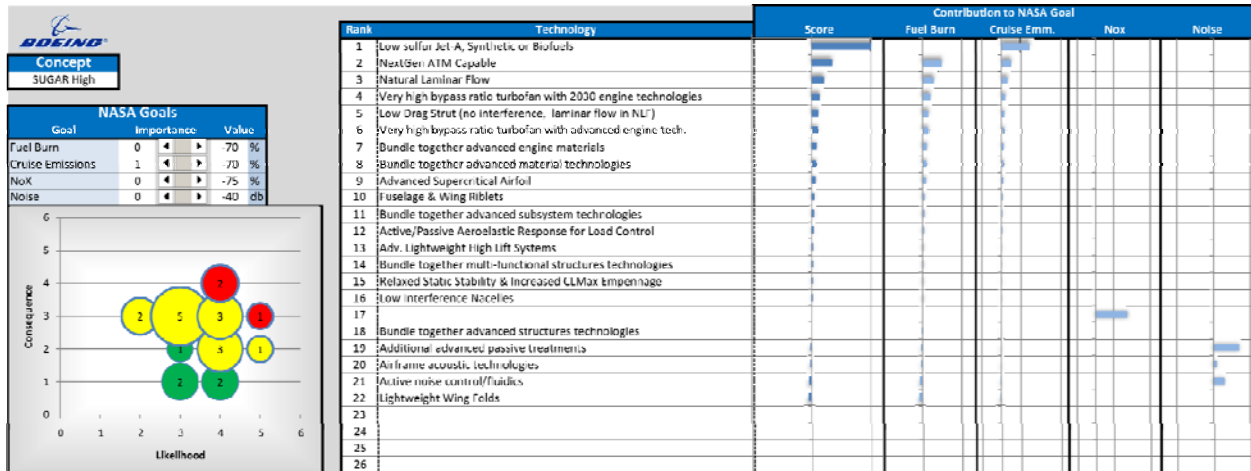 BOEING
Concept
SUGAR High
NASA Goals
Goal Importance Value
Fuel Burn 0 -70 %
Cruise Emissions 1 -70 %
NoX 0 -75 %
Noise 0 -40 db
6
5
4
3
2
1
0
Consequence
2
2 5 3 1
1 3 1
2 2
0 1 2 3 4 5 6
Likelihood
Contribution to NASA Goal
Rank Technology Score Fuel Burn Cruise Emm. Nox Noise
1 Low sulfur Jet-A, Synthetic or Biofuels
2 NextGen ATM Capable
3 Natural Laminar Flow
4 Very high bypass ratio turbofan with 2030 engine technologies
5 Low Drag Strut (no interference, laminar flow in NLF)
6 Very high bypass ratio turbofan with advanced engine tech.
7 Bundle together advanced engine materials
8 Bundle together advanced material technologies
9 Advanced Supercritical Airfoil
10 Fuselage & Wing Riblets
11 Bundle together advanced subsystem technologies
12 Active/Passive Aeroelastic Response for Load Control
13 Adv. Lightweight High Lift Systems
14 Bundle together multi-functional structures technologies
15 Relaxed Static Stability & Increased CLMax Empennage
16 Low Interference Nacelles
17
18 Bundle together advanced structures technologies
19 Additional advanced passive treatments
20 Airframe acoustic technologies
21 Active noise control/fluidics
22 Lightweight Wing Folds
23
24
25
26